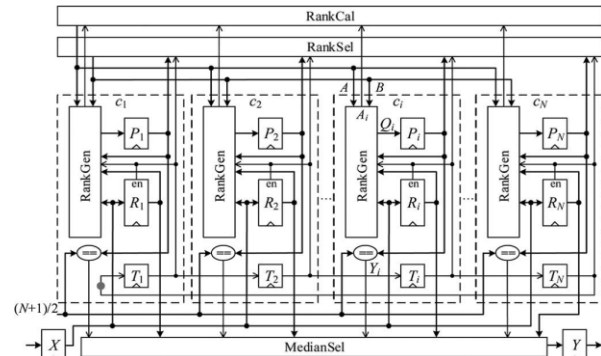 RankCal
RankSel
A B
c1 c2 ci cN
Ai Qi
RankGen P1 RankGen P2 RankGen Pi RankGen PN
en en en en
R1 R2 Ri RN
... ...
== == == ==
Yi
T1 T2 Ti TN
(N+1)/2
X MedianSel Y